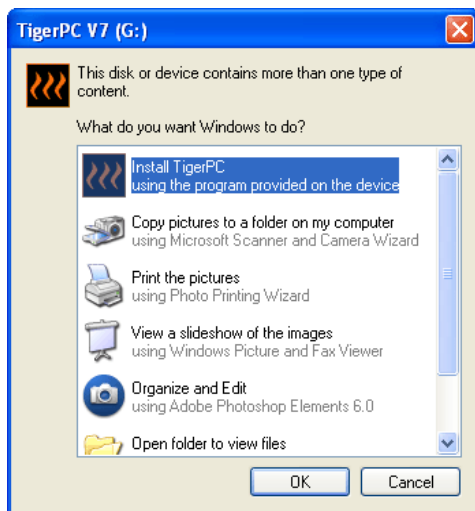 TigerPC V7 (G:)
This disk or device contains more than one type of
content.
What do you want Windows to do?
Install TigerPC
using the program provided on the device
Copy pictures to a folder on my computer
using Microsoft Scanner and Camera Wizard
Print the pictures
using Photo Printing Wizard
View a slideshow of the images
using Windows Picture and Fax Viewer
Organize and Edit
using Adobe Photoshop Elements 6.0
Open folder to view files
OK
Cancel